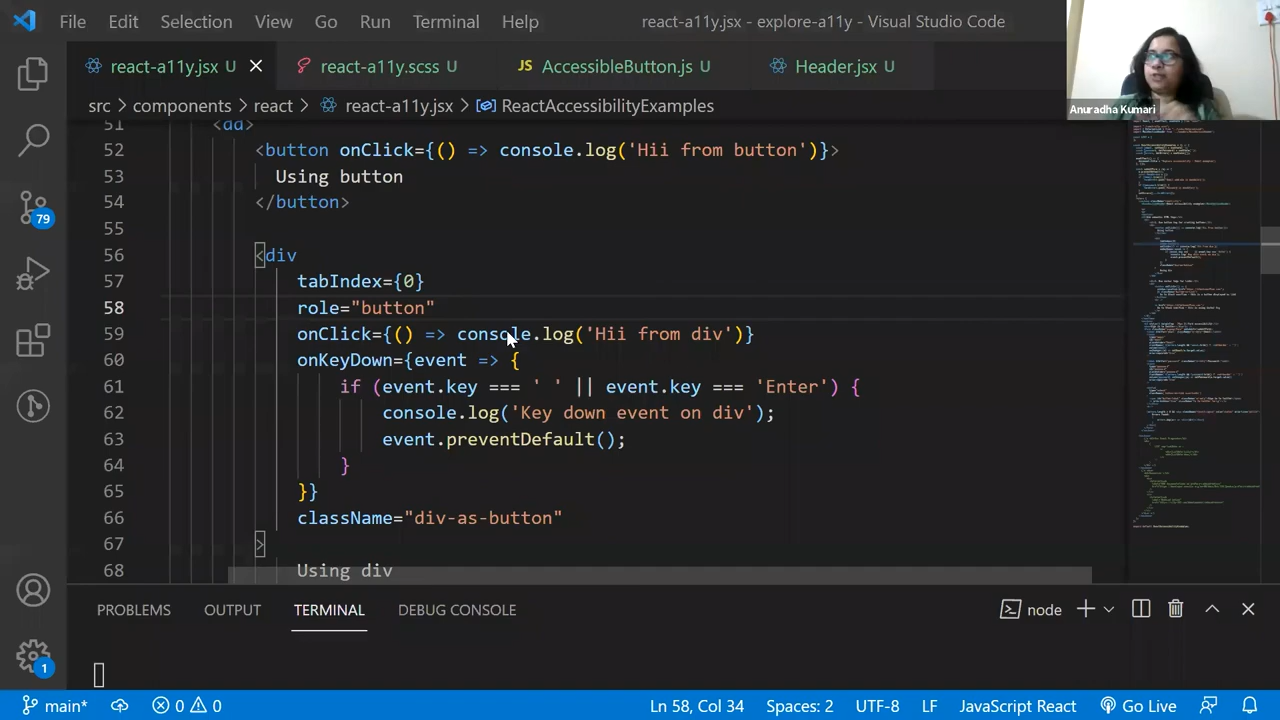 File Edit Selection View Go Run Terminal Help react-a11y.jsx - explore-a11y - Visual Studio Code
react-a11y.jsx U react-a11y.scss U JS AccessibleButton.js U Header.jsx U
src > components > react > react-a11y.jsx > ReactAccessibilityExamples
Anuradha Kumari
51 <dd>
52 <button onClick={() => console.log('Hii from button')}>
53 Using button
54 </button>
55
56 <div
57 tabIndex={0}
58 role="button"
59 onClick={() => console.log('Hii from div')}
60 onKeyDown={event => {
61 if (event.key === ' ' || event.key === 'Enter') {
62 console.log('Key down event on div');
63 event.preventDefault();
64 }
65 }}
66 className="div-as-button"
67 >
68 Using div
79
1
PROBLEMS OUTPUT TERMINAL DEBUG CONSOLE node
main* 0 0 Ln 58, Col 34 Spaces: 2 UTF-8 LF JavaScript React Go Live